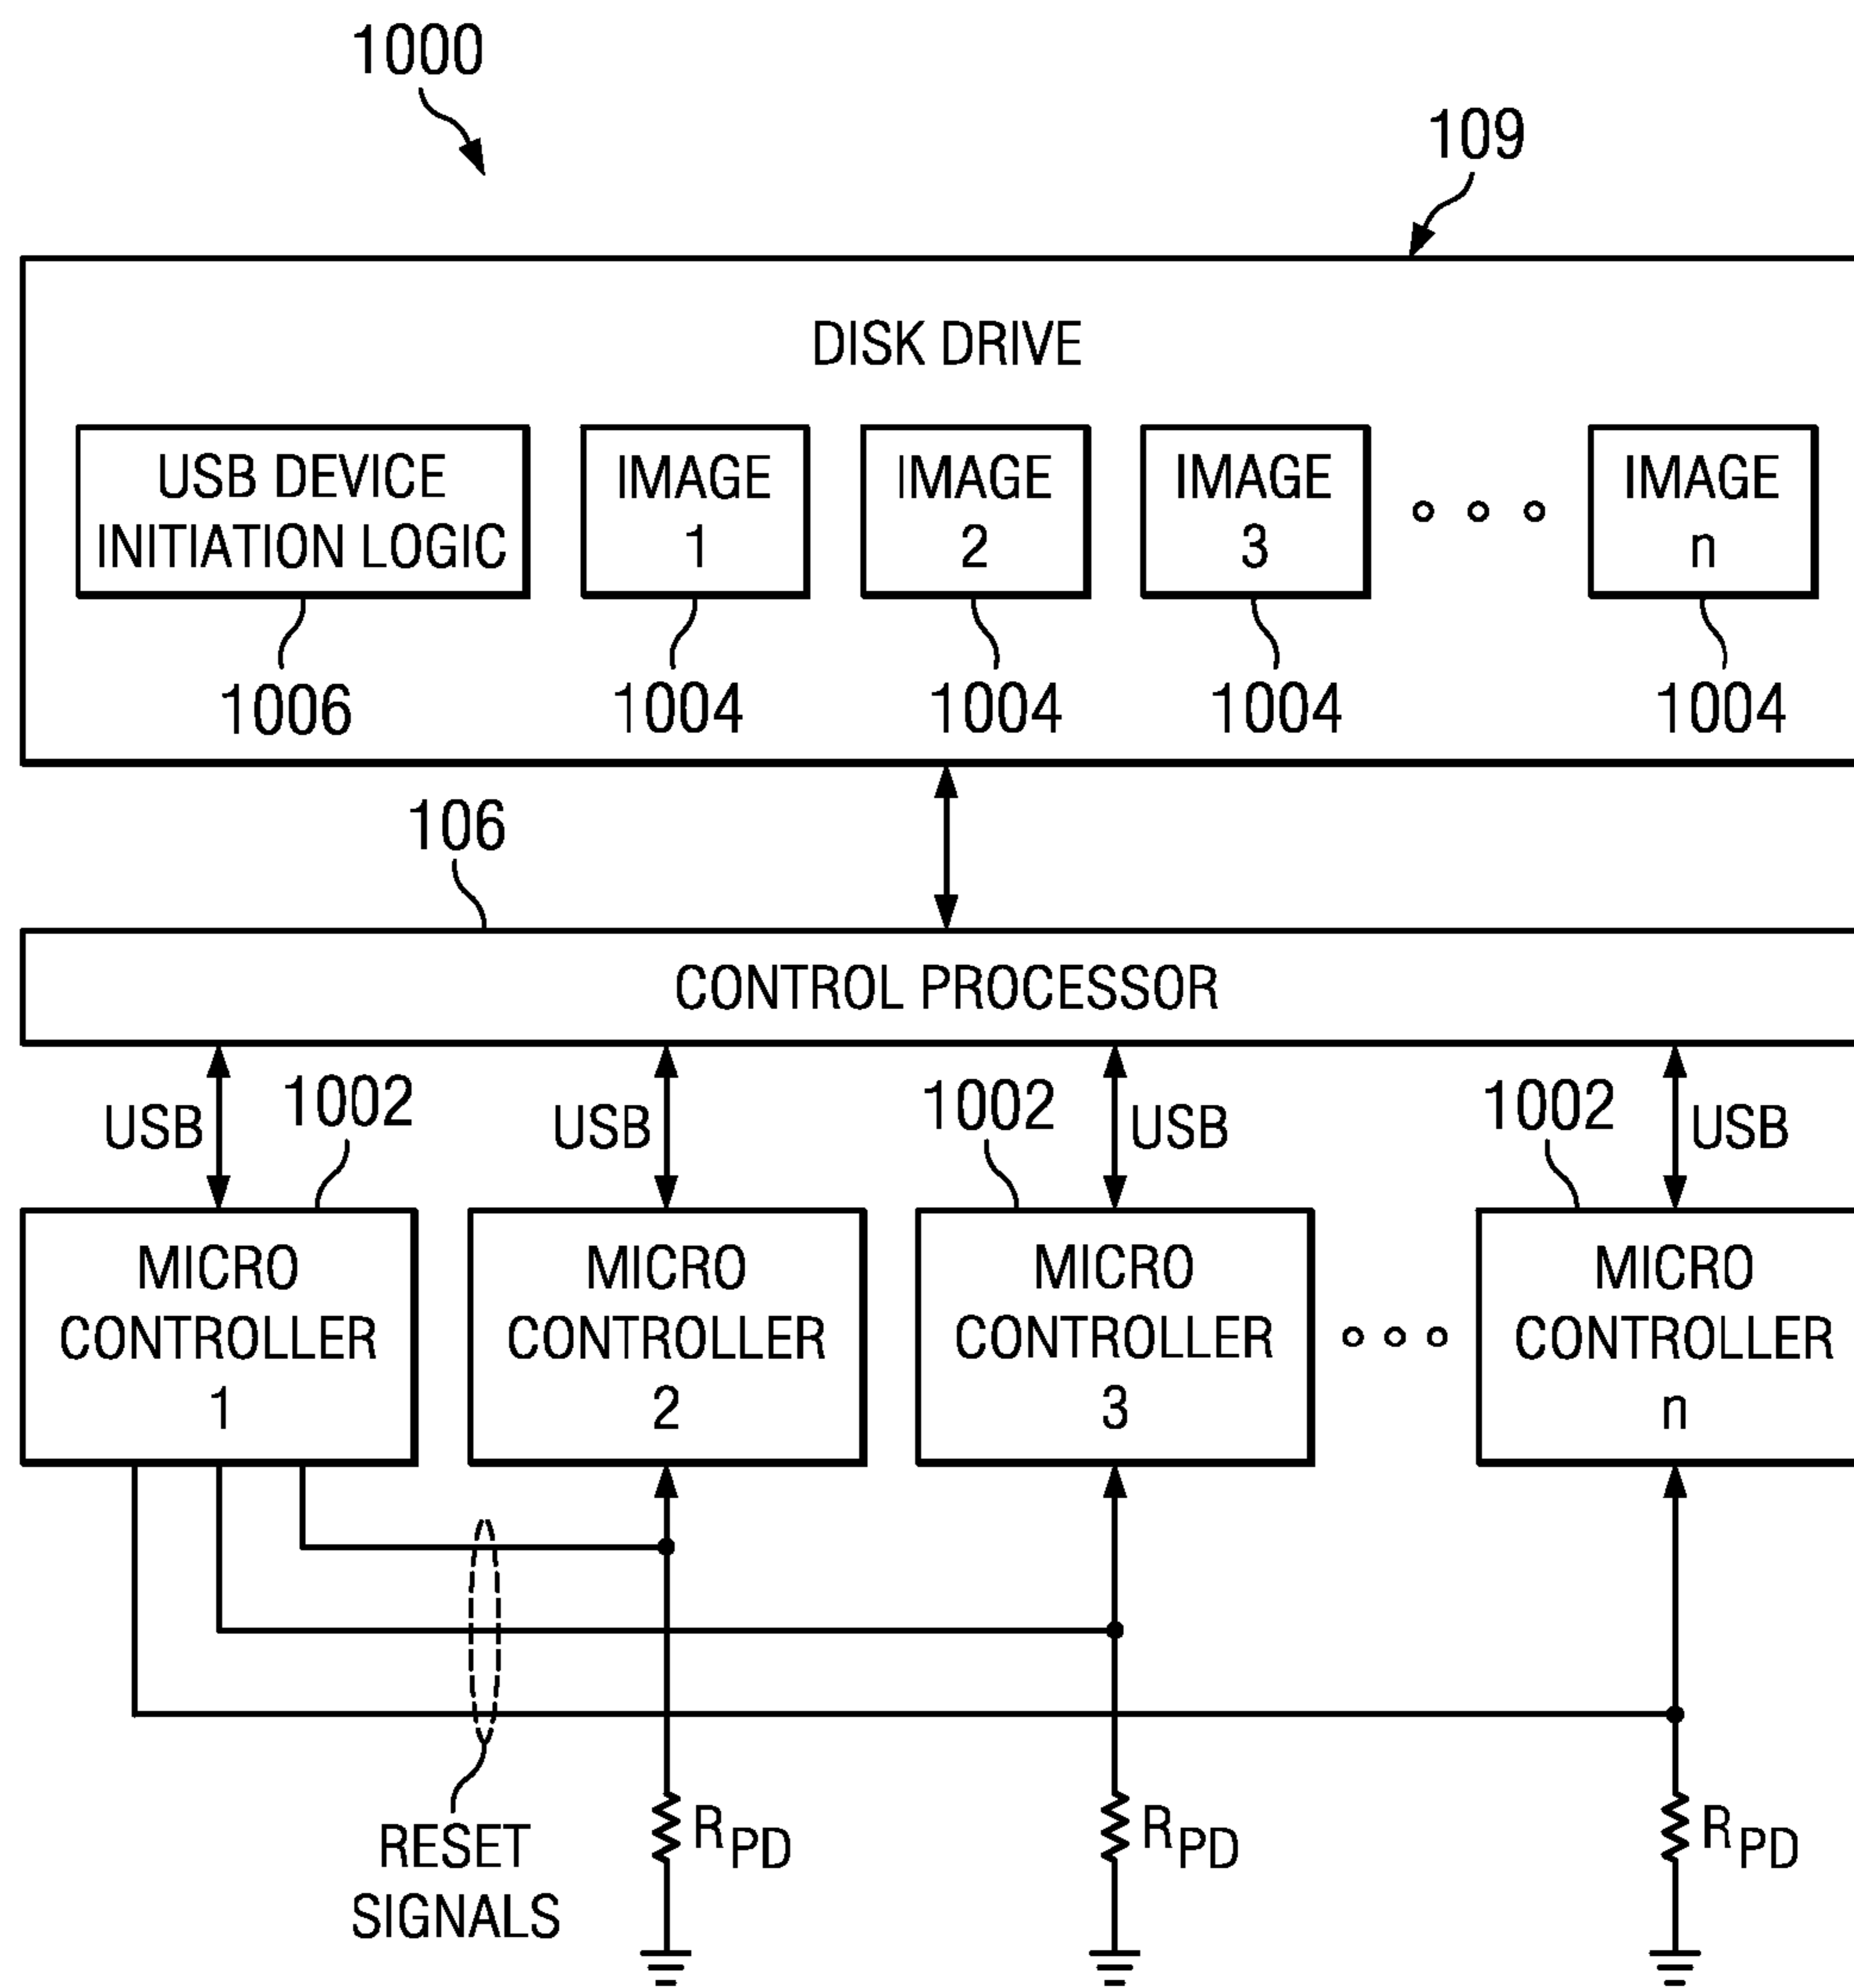 1000
109
DISK DRIVE
USB DEVICE
INITIATION LOGIC
IMAGE
1
IMAGE
2
IMAGE
3
IMAGE
n
1006
1004
1004
1004
1004
106
CONTROL PROCESSOR
USB
1002
USB
1002
USB
1002
USB
MICRO
CONTROLLER
1
MICRO
CONTROLLER
2
MICRO
CONTROLLER
3
MICRO
CONTROLLER
n
RESET
SIGNALS
RPD
RPD
RPD